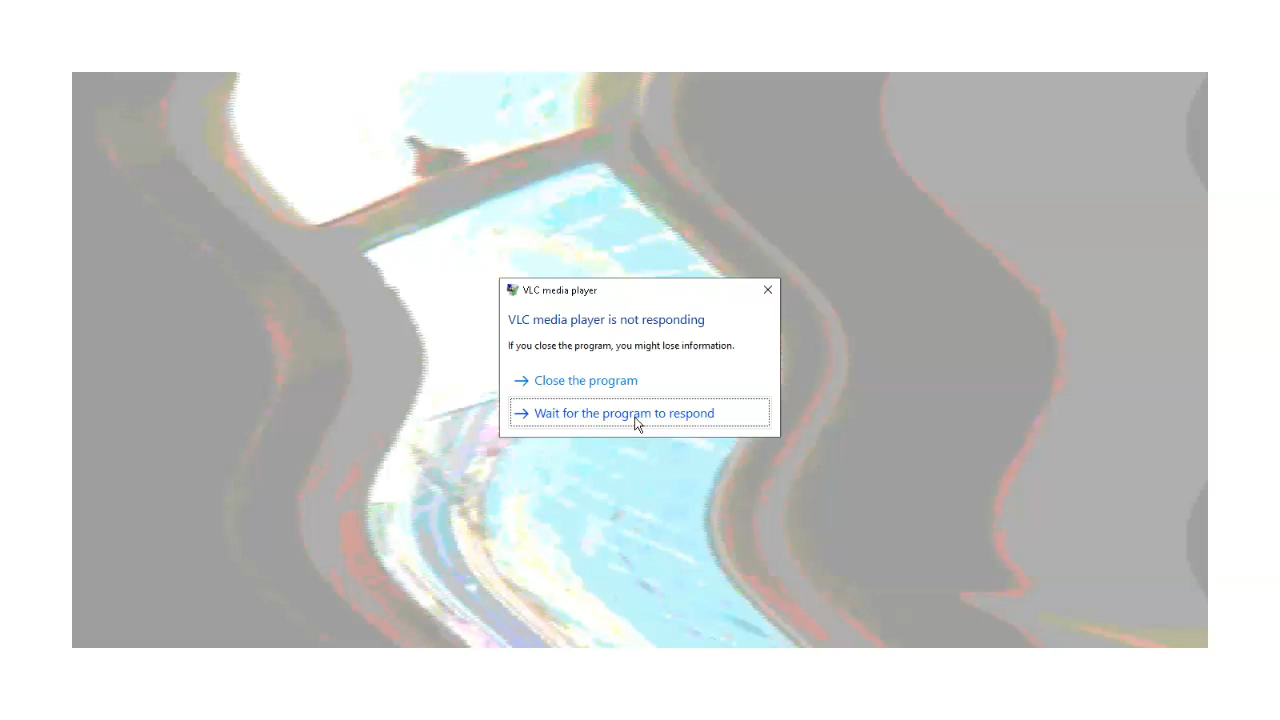 VLC media player
VLC media player is not responding
If you close the program, you might lose information.
Close the program
Wait for the program to respond